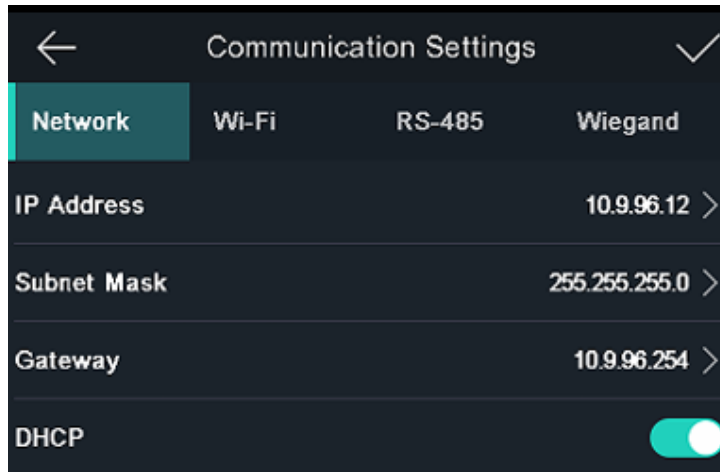 Communication Settings
Network Wi-Fi RS-485 Wiegand
IP Address 10.9.96.12
Subnet Mask 255.255.255.0
Gateway 10.9.96.254
DHCP